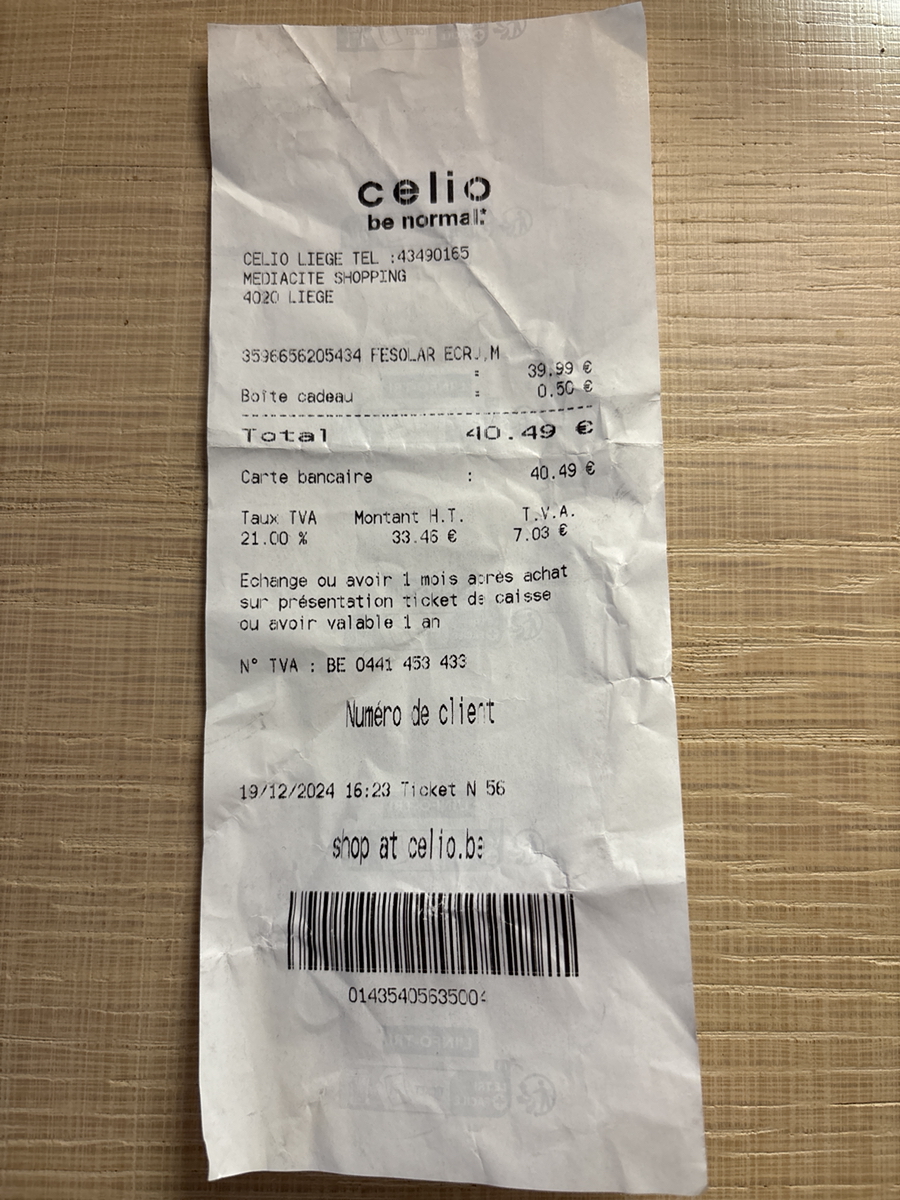 celio
be normal*
CELIO LIEGE TEL :43490165
MEDIACITE SHOPPING
4020 LIEGE
3596656205434 FESOLAR ECRU,M
: 39.99 €
Boîte cadeau : 0.50 €
Total 40.49 €
Carte bancaire : 40.49 €
Taux TVA Montant H.T. T.V.A.
21.00 % 33.46 € 7.03 €
Echange ou avoir 1 mois après achat
sur présentation ticket de caisse
ou avoir valable 1 an
N° TVA : BE 0441 453 433
Numéro de client
19/12/2024 16:23 Ticket N 56
shop at celio.be